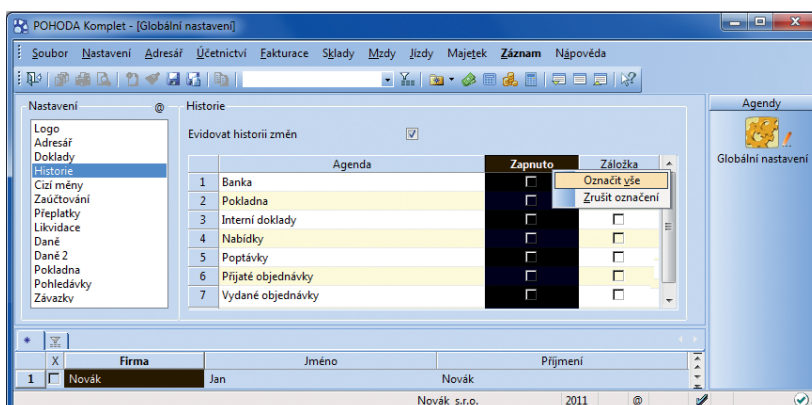 POHODA Komplet - [Globální nastavení]
Soubor Nastavení Adresář Účetnictví Fakturace Sklady Mzdy Jízdy Majetek Záznam Nápověda
Nastavení @
Logo
Adresář
Doklady
Historie
Cizí měny
Zaúčtování
Přeplatky
Likvidace
Daně
Daně 2
Pokladna
Pohledávky
Závazky
Historie
Evidovat historii změn
Agenda Zapnuto Záložka
1 Banka
2 Pokladna
3 Interní doklady
4 Nabídky
5 Poptávky
6 Přijaté objednávky
7 Vydané objednávky
Označit vše
Zrušit označení
Agendy
Globální nastavení
X Firma Jméno Příjmení
1 Novák Jan Novák
Novák s.r.o. 2011 @